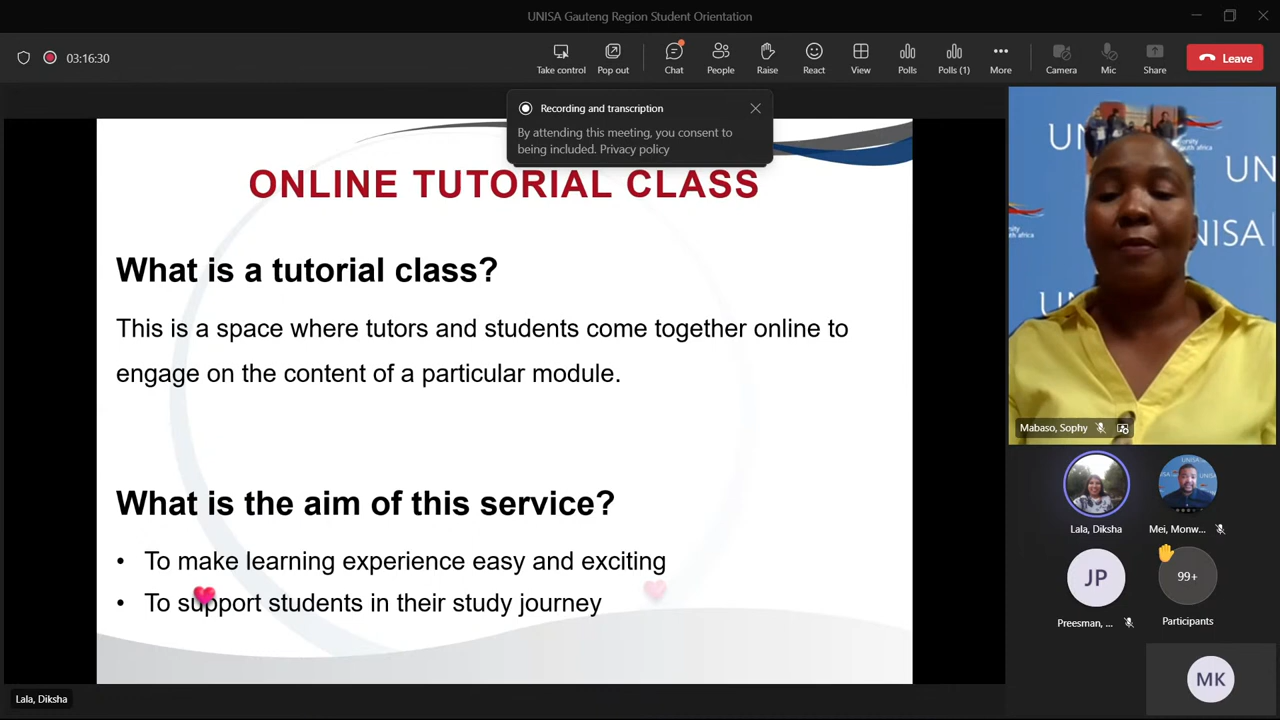 UNISA Gauteng Region Student Orientation
03:16:30
Take control
Pop out
Chat
People
Raise
React
View
Polls
Polls (1)
More
Camera
Mic
Share
Leave
Recording and transcription
By attending this meeting, you consent to
being included. Privacy policy
ONLINE TUTORIAL CLASS
What is a tutorial class?
This is a space where tutors and students come together online to
engage on the content of a particular module.
What is the aim of this service?
• To make learning experience easy and exciting
• To support students in their study journey
Lala, Diksha
Mabaso, Sophy
Lala, Diksha
Mei, Monw...
JP
99+
Preesman, ...
Participants
MK